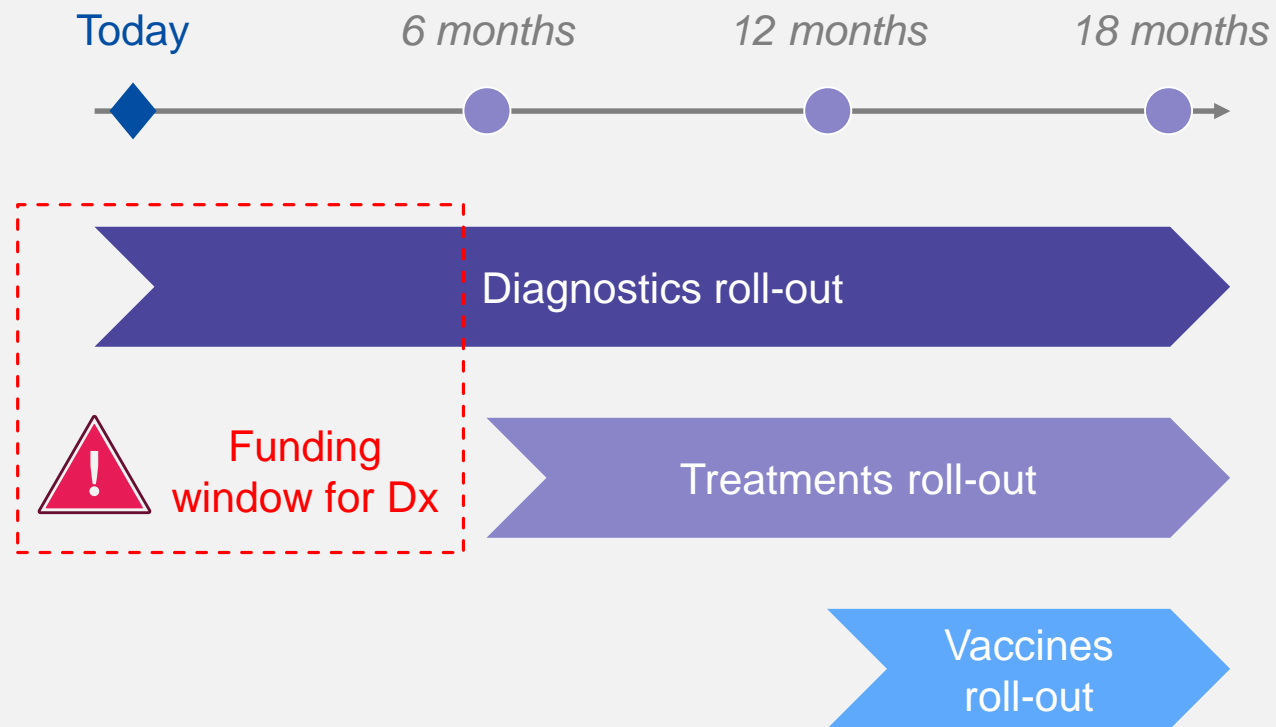 Today 6 months 12 months 18 months
Diagnostics roll-out
!
Funding
window for Dx
Treatments roll-out
Vaccines
roll-out